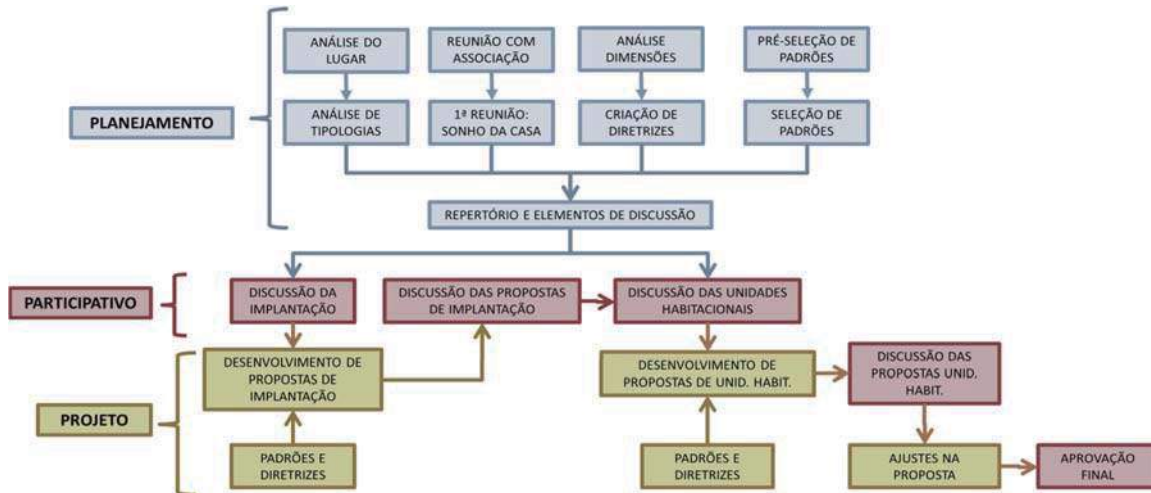 ANÁLISE DO
LUGAR
REUNIÃO COM
ASSOCIAÇÃO
ANÁLISE
DIMENSÕES
PRÉ-SELEÇÃO DE
PADRÕES
PLANEJAMENTO
ANÁLISE DE
TIPOLOGIAS
1ª REUNIÃO:
SONHO DA CASA
CRIAÇÃO DE
DIRETRIZES
SELEÇÃO DE
PADRÕES
REPERTÓRIO E ELEMENTOS DE DISCUSSÃO
PARTICIPATIVO
DISCUSSÃO DA
IMPLANTAÇÃO
DISCUSSÃO DAS PROPOSTAS
DE IMPLANTAÇÃO
DISCUSSÃO DAS UNIDADES
HABITACIONAIS
DESENVOLVIMENTO DE
PROPOSTAS DE
IMPLANTAÇÃO
DESENVOLVIMENTO DE
PROPOSTAS DE UNID. HABIT.
DISCUSSÃO DAS
PROPOSTAS UNID.
HABIT.
PROJETO
PADRÕES E
DIRETRIZES
PADRÕES E
DIRETRIZES
AJUSTES NA
PROPOSTA
APROVAÇÃO
FINAL